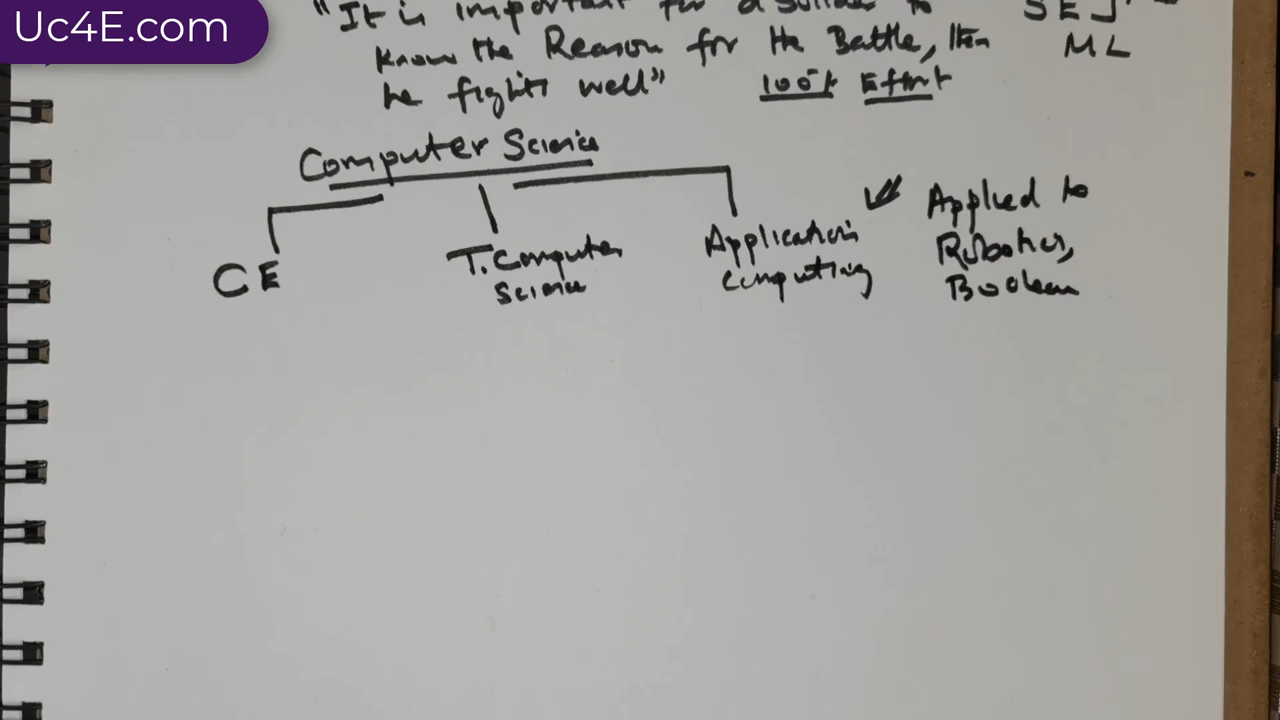 Uc4E.com
"It is important for a soldier to
know the Reason for the Battle, then
he fights well" 100% Effort
SE]
ML
Computer Science
CE
T. Computer
Science
Application
Computing
Applied to
Robotics,
Boolean